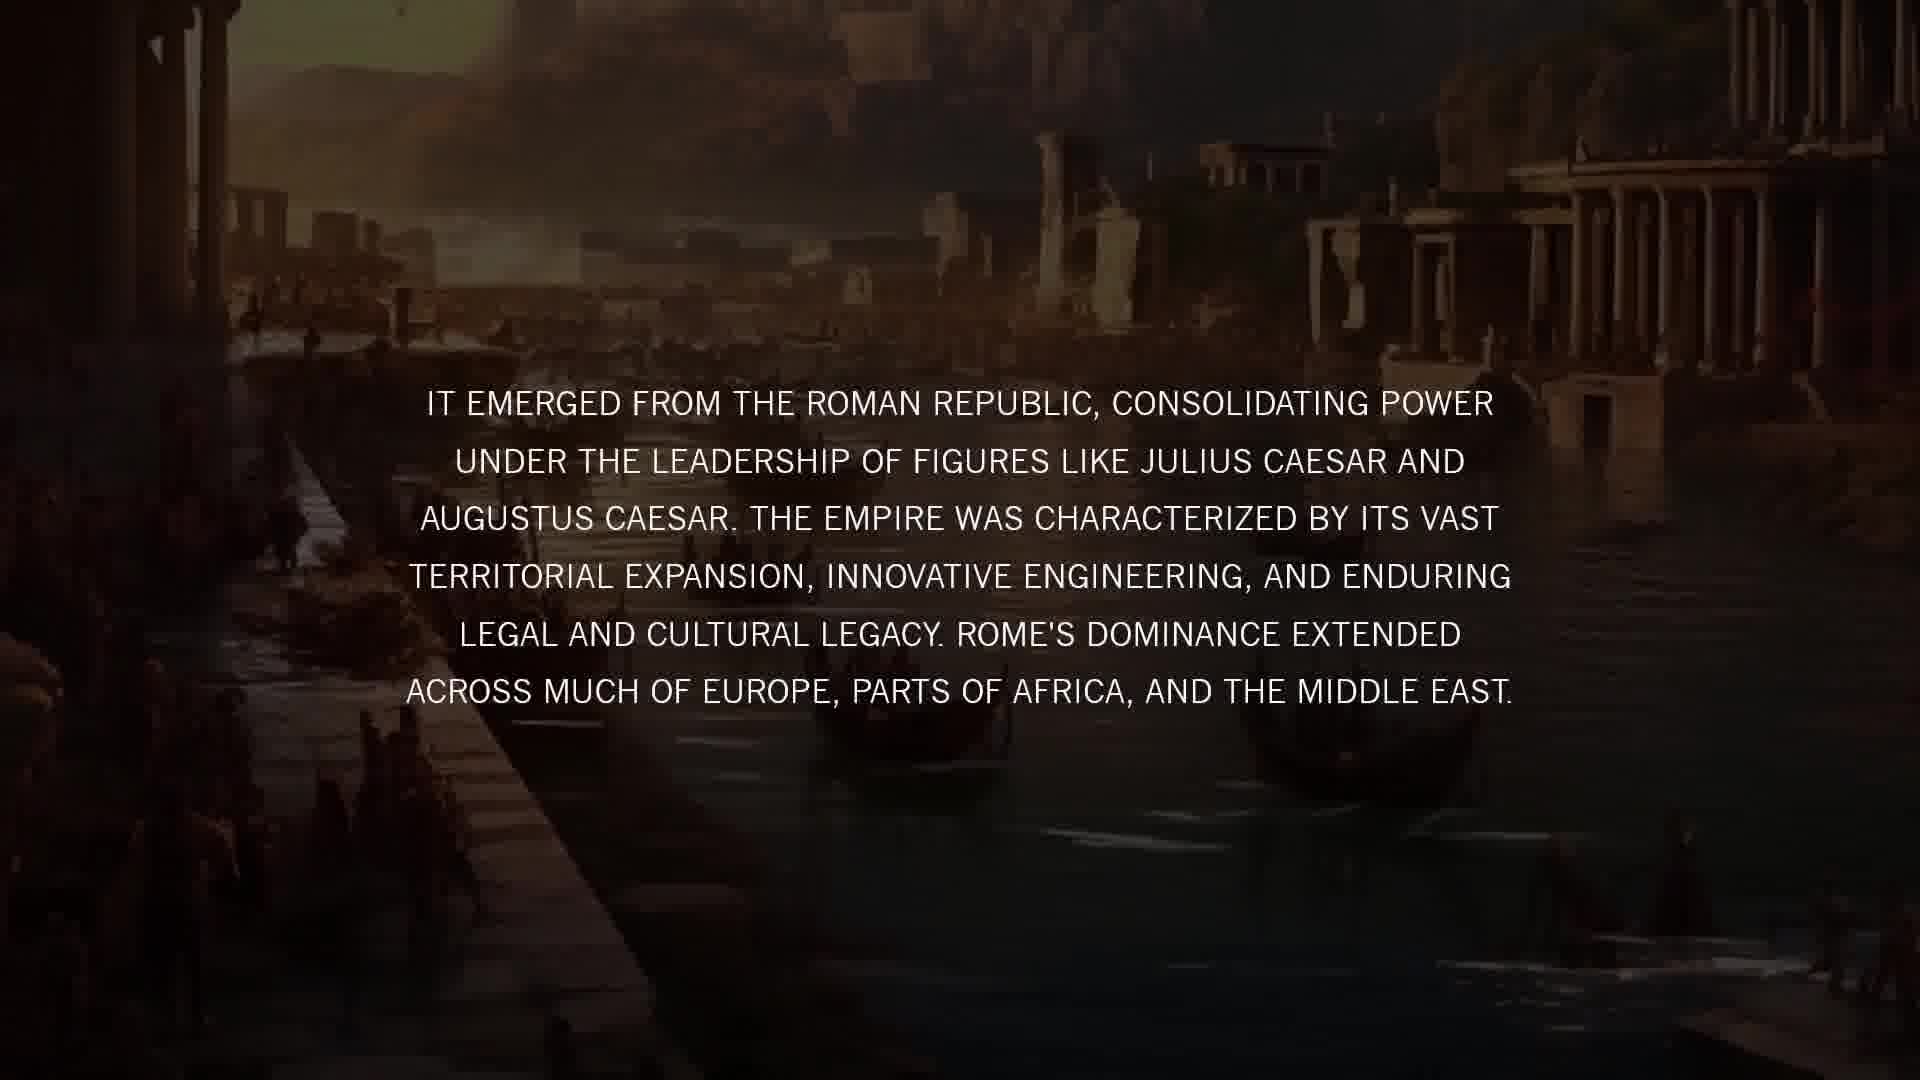 IT EMERGED FROM THE ROMAN REPUBLIC, CONSOLIDATING POWER
UNDER THE LEADERSHIP OF FIGURES LIKE JULIUS CAESAR AND
AUGUSTUS CAESAR. THE EMPIRE WAS CHARACTERIZED BY ITS VAST
TERRITORIAL EXPANSION, INNOVATIVE ENGINEERING, AND ENDURING
LEGAL AND CULTURAL LEGACY. ROME'S DOMINANCE EXTENDED
ACROSS MUCH OF EUROPE, PARTS OF AFRICA, AND THE MIDDLE EAST.